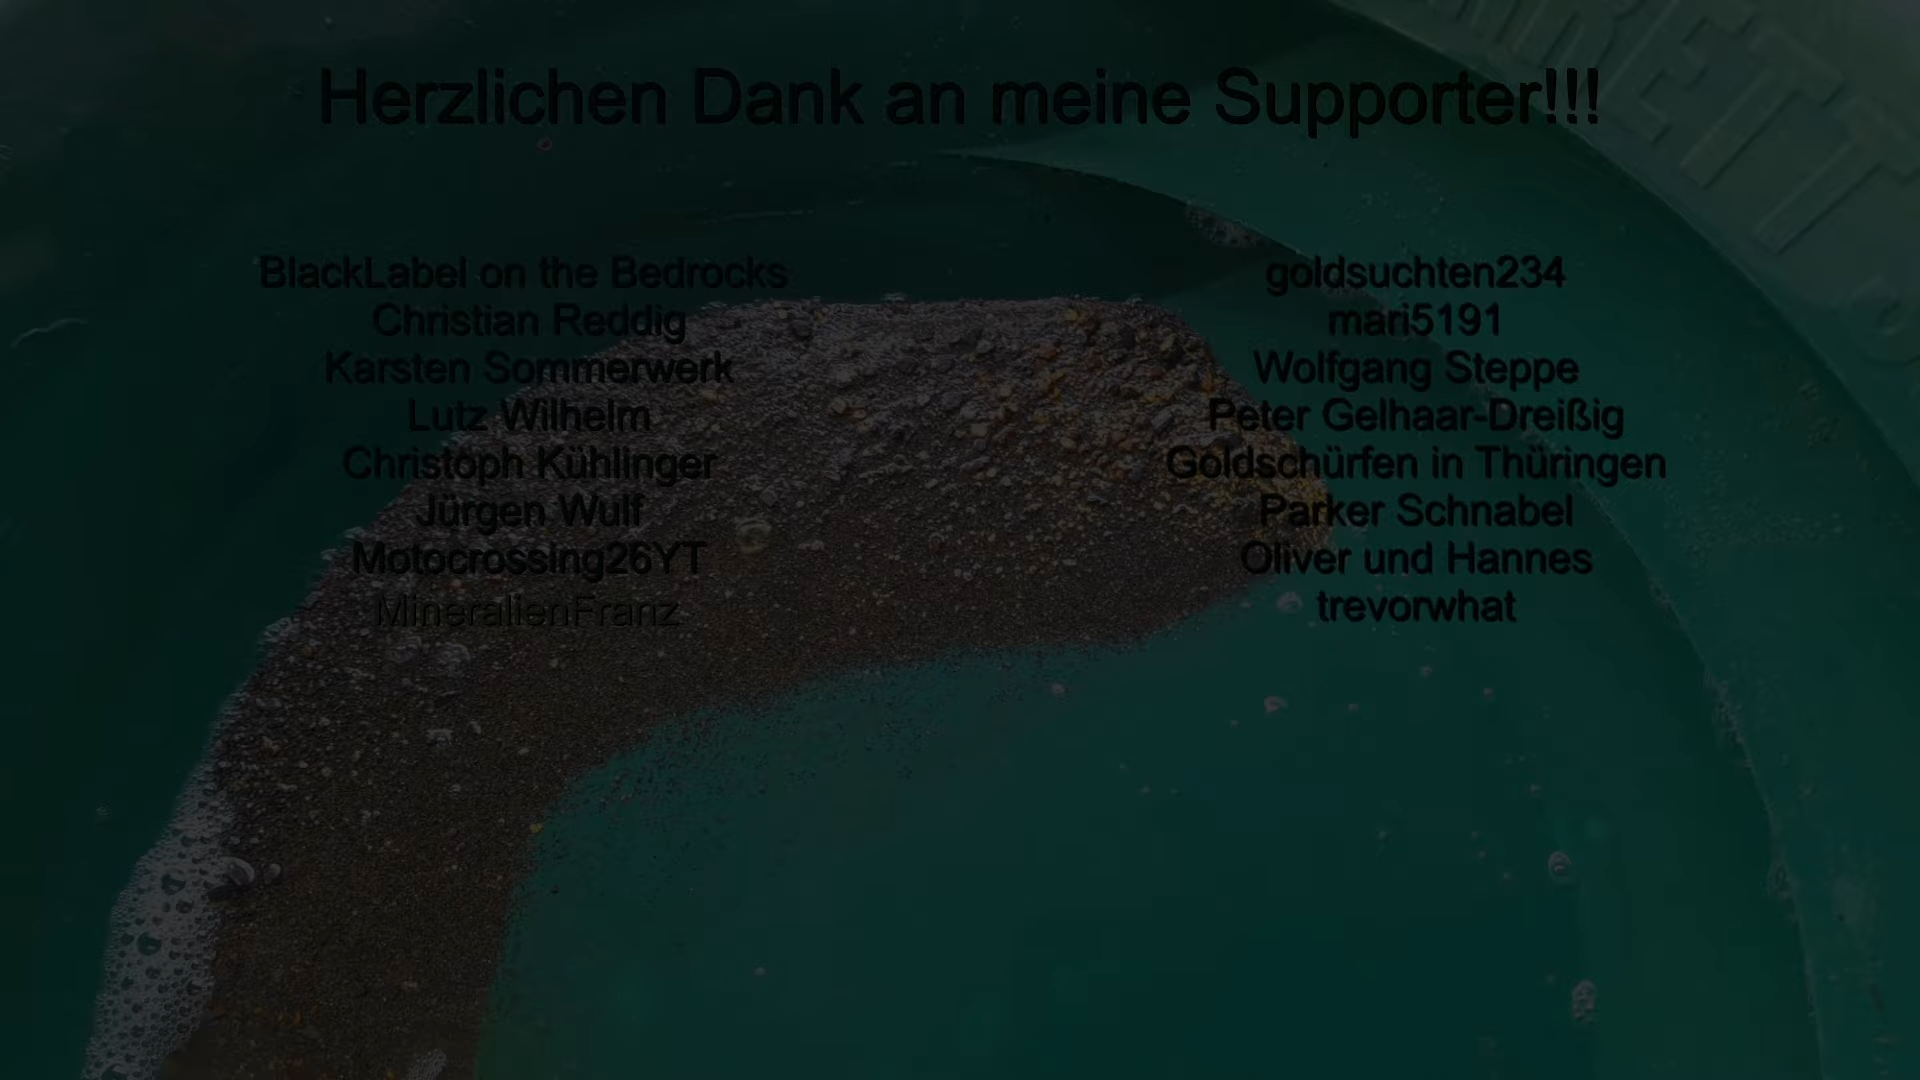 Herzlichen Dank an meine Supporter!!!
BlackLabel on the Bedrocks
Christian Reddig
Karsten Sommerwerk
Lutz Wilhelm
Christoph Kühlinger
Jürgen Wulf
Motocrossing26YT
MineralienFranz
goldsuchten234
mari5191
Wolfgang Steppe
Peter Gelhaar-Dreißig
Goldschürfen in Thüringen
Parker Schnabel
Oliver und Hannes
trevorwhat